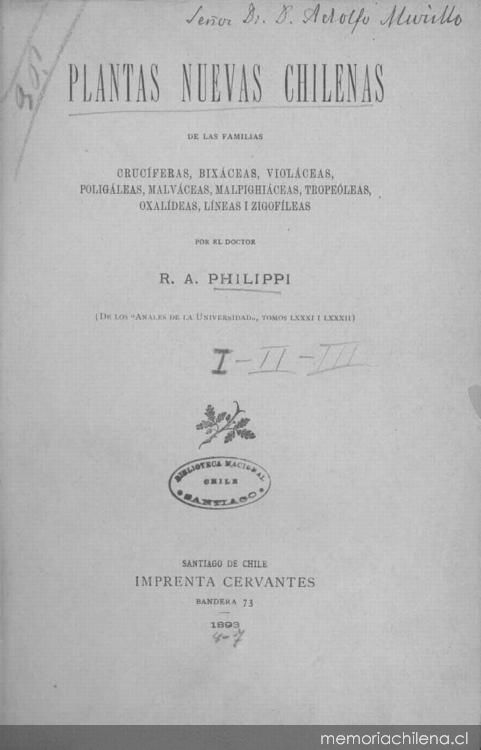 Señor Dr. D. Adolfo Murillo
PLANTAS NUEVAS CHILENAS
DE LAS FAMILIAS
CRUCÍFERAS, BIXÁCEAS, VIOLÁCEAS,
POLIGÁLEAS, MALVÁCEAS, MALPIGHIÁCEAS, TROPEÓLEAS,
OXALÍDEAS, LÍNEAS I ZIGOFÍLEAS
POR EL DOCTOR
R. A. PHILIPPI
(DE LOS "ANALES DE LA UNIVERSIDAD", TOMOS LXXXI I LXXXII)
I-II-III
BIBLIOTECA NACIONAL
CHILE
SANTIAGO
SANTIAGO DE CHILE
IMPRENTA CERVANTES
BANDERA 73
1893
4-7
memoriachilena.cl